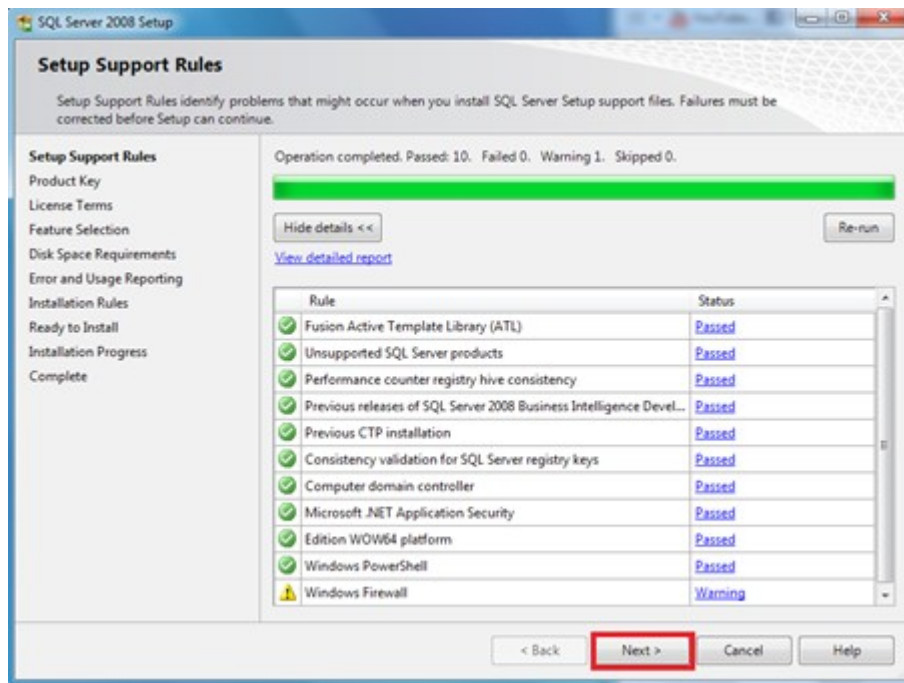 SQL Server 2008 Setup
Setup Support Rules
Setup Support Rules identify problems that might occur when you install SQL Server Setup support files. Failures must be
corrected before Setup can continue.
Setup Support Rules
Product Key
License Terms
Feature Selection
Disk Space Requirements
Error and Usage Reporting
Installation Rules
Ready to Install
Installation Progress
Complete
Operation completed. Passed: 10. Failed 0. Warning 1. Skipped 0.
Hide details <<
Re-run
View detailed report
Rule Status
Fusion Active Template Library (ATL) Passed
Unsupported SQL Server products Passed
Performance counter registry hive consistency Passed
Previous releases of SQL Server 2008 Business Intelligence Devel... Passed
Previous CTP installation Passed
Consistency validation for SQL Server registry keys Passed
Computer domain controller Passed
Microsoft .NET Application Security Passed
Edition WOW64 platform Passed
Windows PowerShell Passed
Windows Firewall Warning
< Back Next > Cancel Help